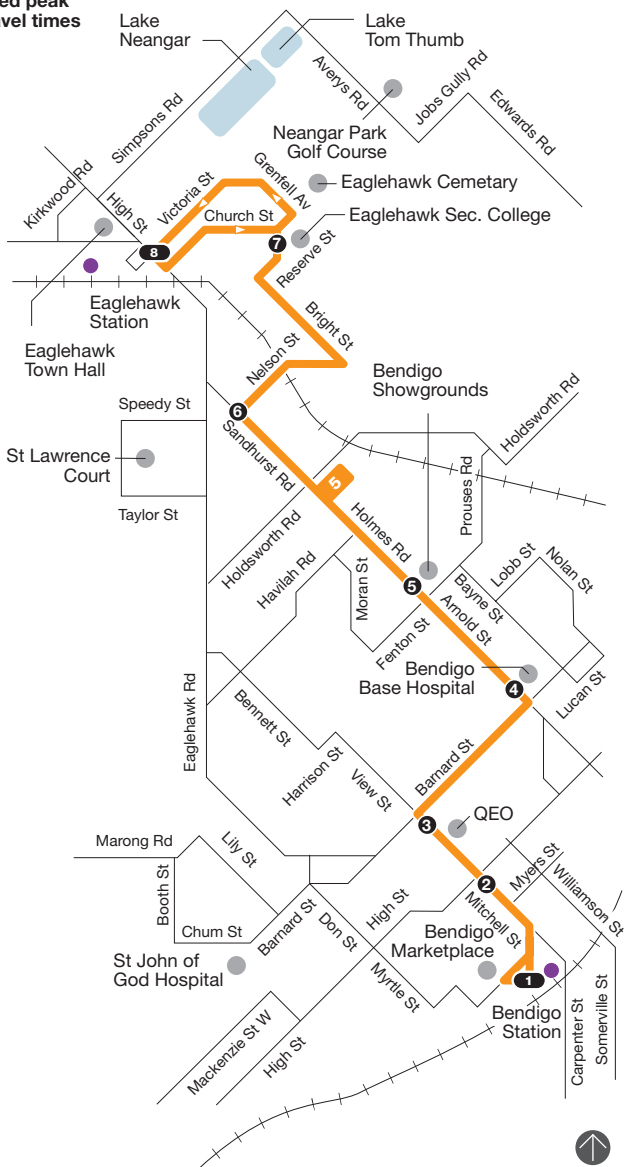 ed peak
vel times
Lake
Neangar
Lake
Tom Thumb
Averys Rd
Jobs Gully Rd
Edwards Rd
Simpsons Rd
Neangar Park
Golf Course
Kirkwood Rd
High St
Victoria St
Grenfell Av
Eaglehawk Cemetary
Church St
Eaglehawk Sec. College
8
7
Reserve St
Eaglehawk
Station
Bright St
Eaglehawk
Town Hall
Nelson St
Bendigo
Showgrounds
Speedy St
6
Holdsworth Rd
St Lawrence
Court
Sandhurst Rd
5
Prouses Rd
Taylor St
Holdsworth Rd
Holmes Rd
Havilah Rd
Moran St
5
Lobb St
Nolan St
Bayne St
Arnold St
Fenton St
Bendigo
Base Hospital
4
Lucan St
Eaglehawk Rd
Bennett St
Harrison St
View St
Barnard St
QEO
3
Marong Rd
Lily St
Booth St
2
Myers St
Williamson St
Chum St
Barnard St
Don St
High St
Mitchell St
Bendigo
Marketplace
St John of
God Hospital
Myrtle St
1
Bendigo
Station
Carpenter St
Somerville St
Mackenzie St W
High St